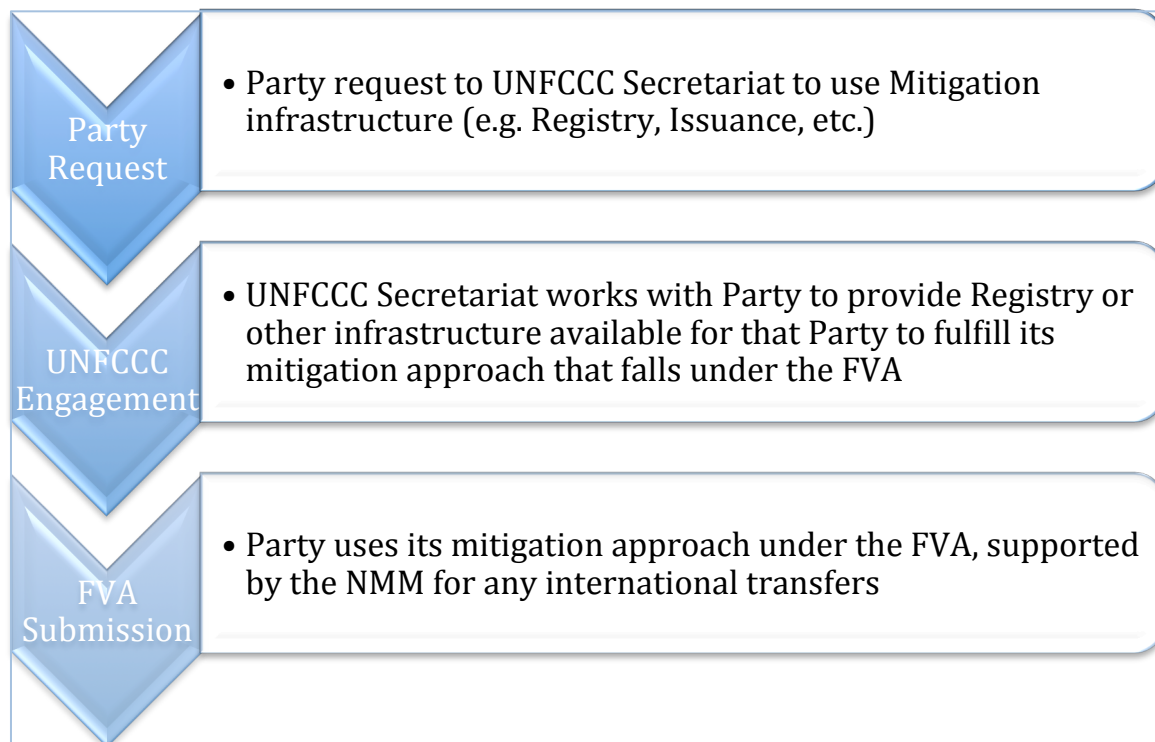 Party
Request
• Party request to UNFCCC Secretariat to use Mitigation
infrastructure (e.g. Registry, Issuance, etc.)
UNFCCC
Engagement
• UNFCCC Secretariat works with Party to provide Registry or
other infrastructure available for that Party to fulfill its
mitigation approach that falls under the FVA
FVA
Submission
• Party uses its mitigation approach under the FVA, supported
by the NMM for any international transfers